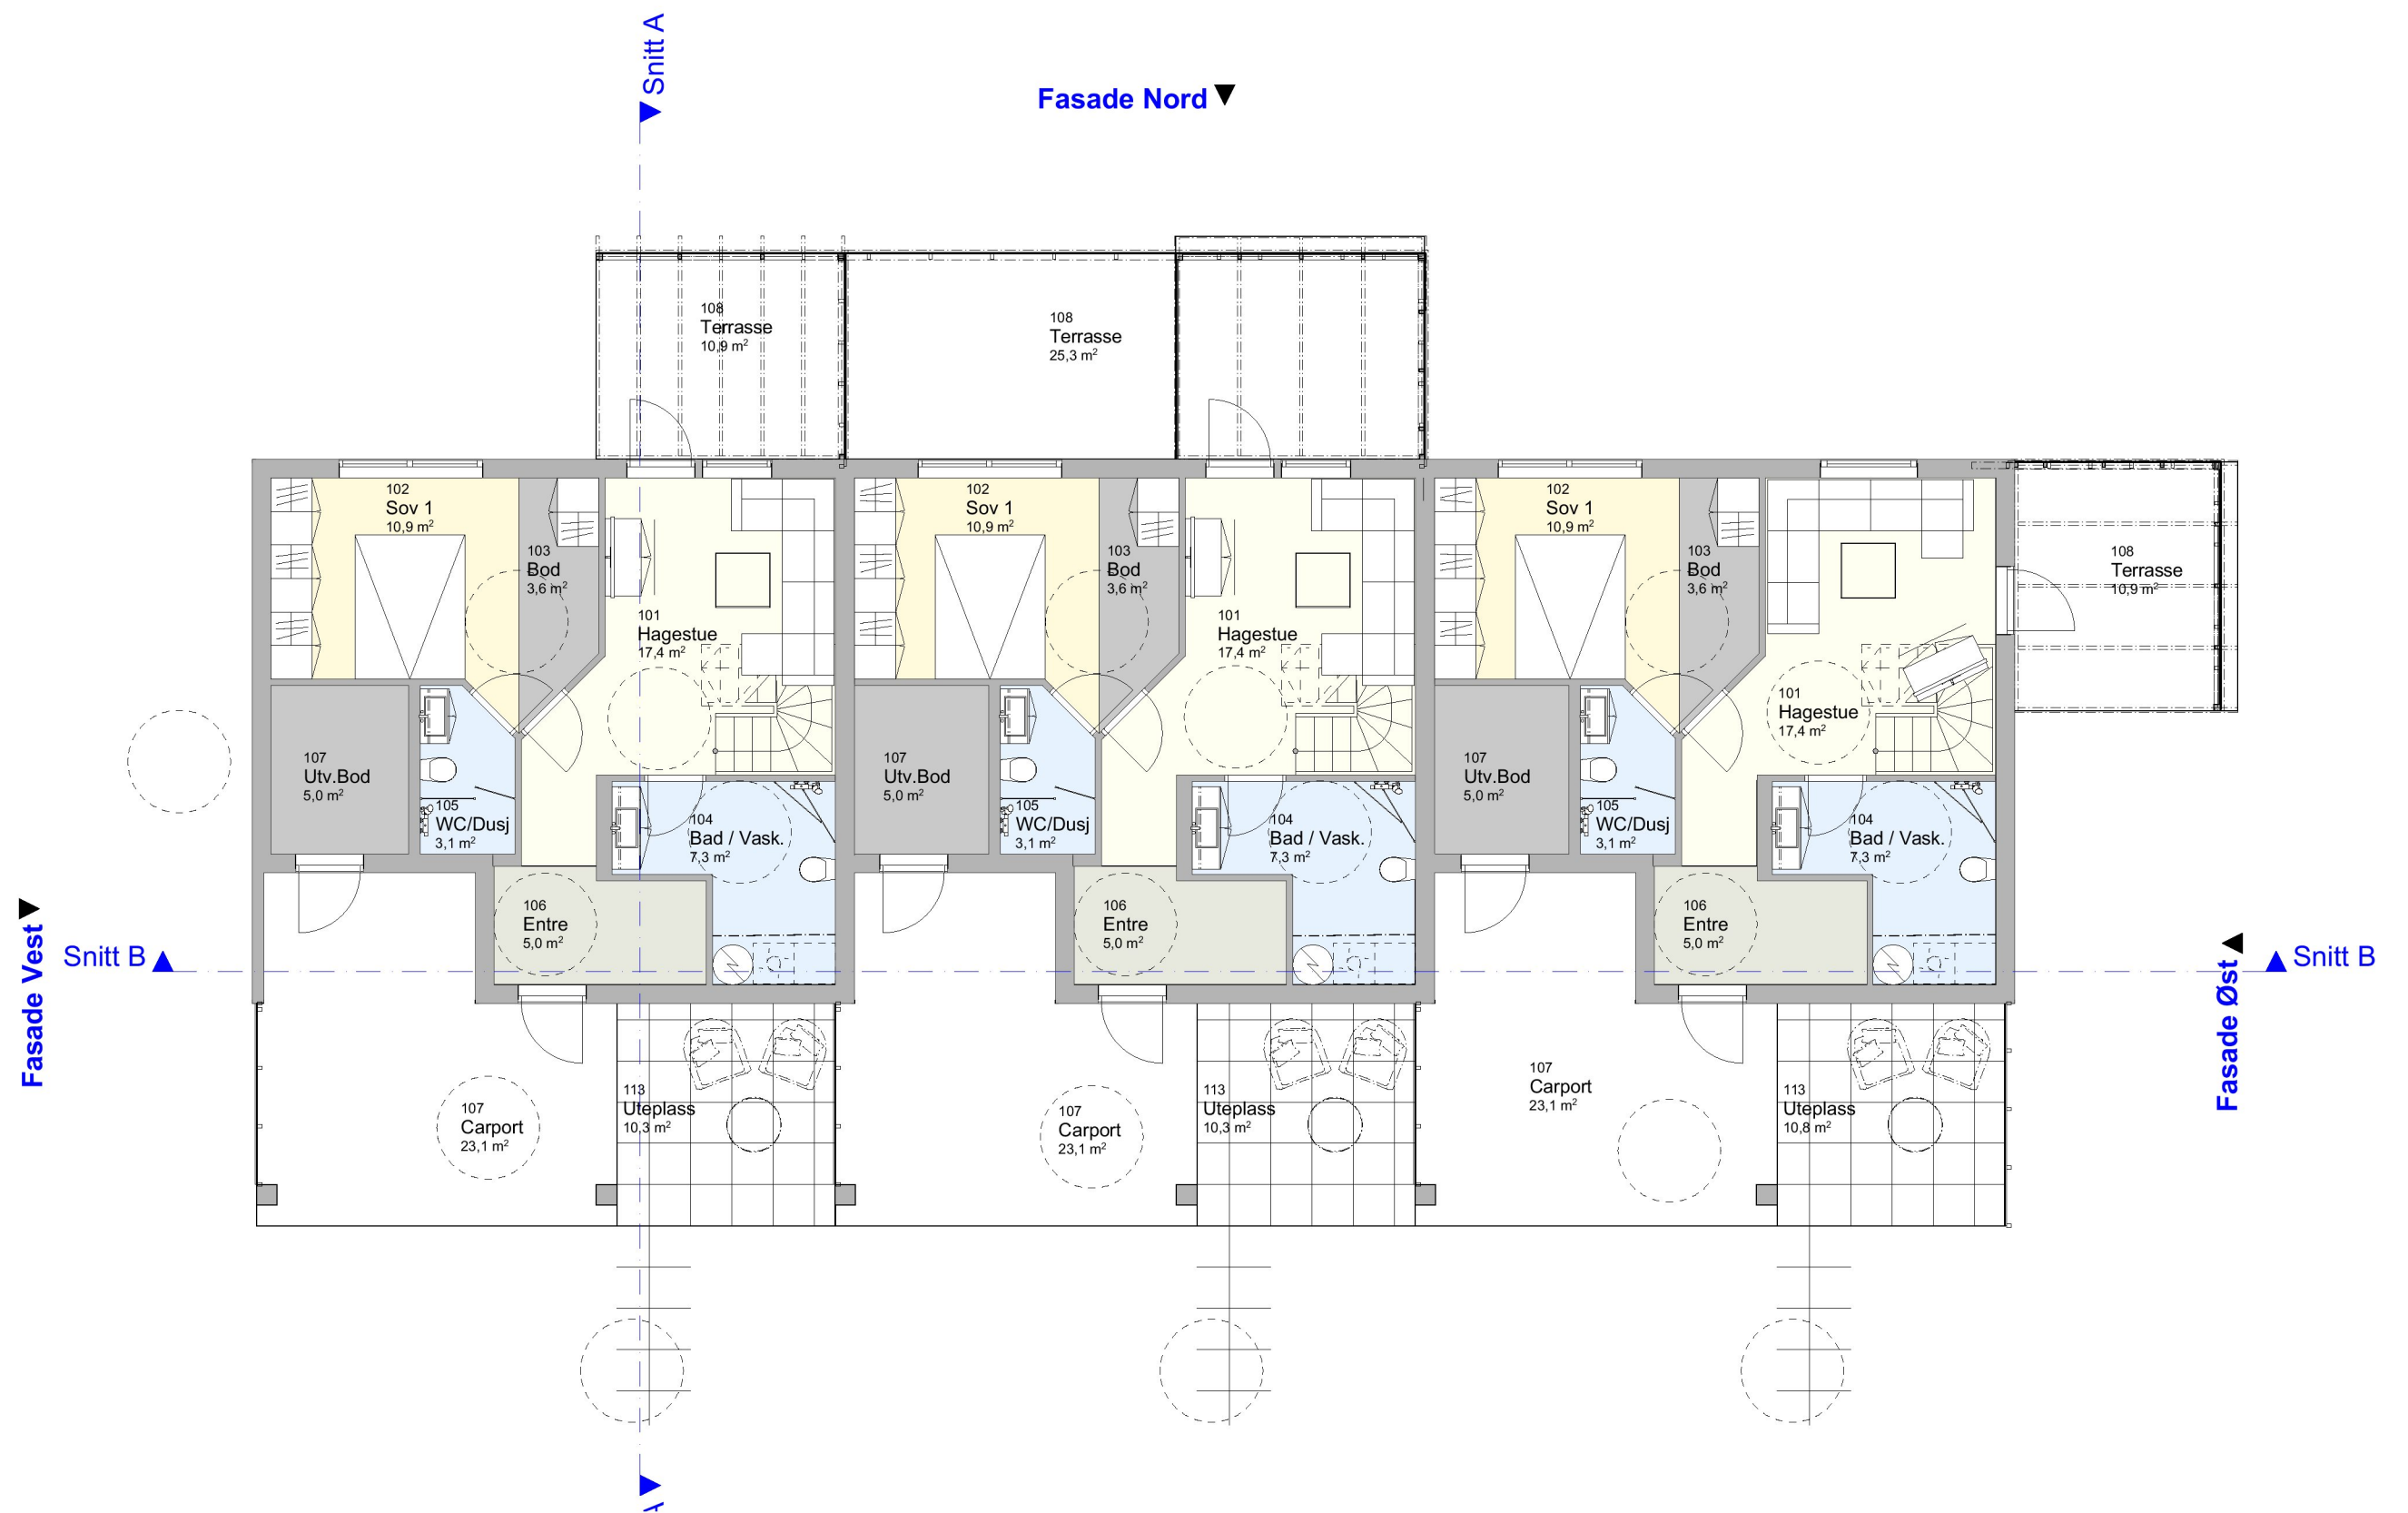 Snitt A
Fasade Nord
108
Terrasse
10,9 m²
108
Terrasse
25,3 m²
102
Sov 1
10,9 m²
103
Bod
3,6 m²
101
Hagestue
17,4 m²
102
Sov 1
10,9 m²
103
Bod
3,6 m²
101
Hagestue
17,4 m²
102
Sov 1
10,9 m²
103
Bod
3,6 m²
101
Hagestue
17,4 m²
108
Terrasse
10,9 m²
107
Utv.Bod
5,0 m²
105
WC/Dusj
3,1 m²
104
Bad / Vask.
7,3 m²
107
Utv.Bod
5,0 m²
105
WC/Dusj
3,1 m²
104
Bad / Vask.
7,3 m²
107
Utv.Bod
5,0 m²
105
WC/Dusj
3,1 m²
104
Bad / Vask.
7,3 m²
106
Entre
5,0 m²
106
Entre
5,0 m²
106
Entre
5,0 m²
Fasade Vest
Snitt B
Snitt B
Fasade Øst
107
Carport
23,1 m²
113
Uteplass
10,3 m²
107
Carport
23,1 m²
113
Uteplass
10,3 m²
107
Carport
23,1 m²
113
Uteplass
10,8 m²